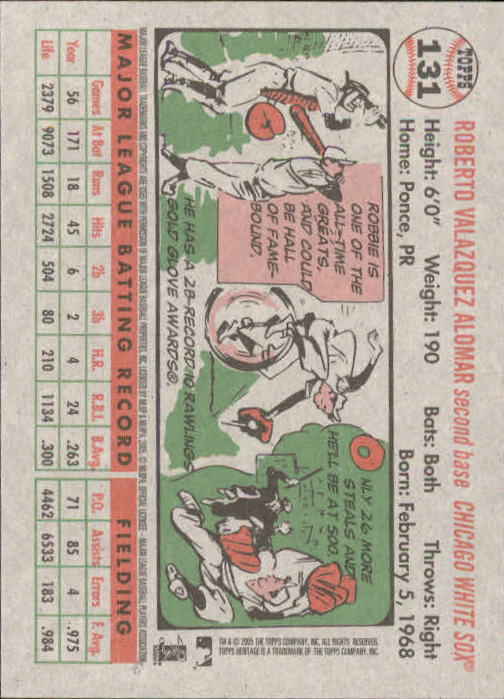 TOPPS
131
ROBERTO VALAZQUEZ ALOMAR second base CHICAGO WHITE SOX®
Height: 6'0" Weight: 190 Bats: Both Throws: Right
Home: Ponce, PR Born: February 5, 1968
ROBBIE IS
ONE OF THE
ALL-TIME
GREATS,
AND COULD
BE HALL
OF FAME-
BOUND.
HE HAS A 2B-RECORD 10 RAWLINGS
GOLD GLOVE AWARDS®.
ONLY 26 MORE
STEALS AND
HE'LL BE AT 500.
TM & © 2005 THE TOPPS COMPANY, INC. ALL RIGHTS RESERVED.
TOPPS HERITAGE IS A TRADEMARK OF THE TOPPS COMPANY, INC.
MAJOR LEAGUE BATTING RECORD FIELDING
Games At Bat Runs Hits 2b 3b H.R. R.B.I. B.Avg. P.O. Assists Errors F. Avg.
Year 56 171 18 45 6 2 4 24 .263 71 85 4 .975
Life 2379 9073 1508 2724 504 80 210 1134 .300 4462 6533 183 .984